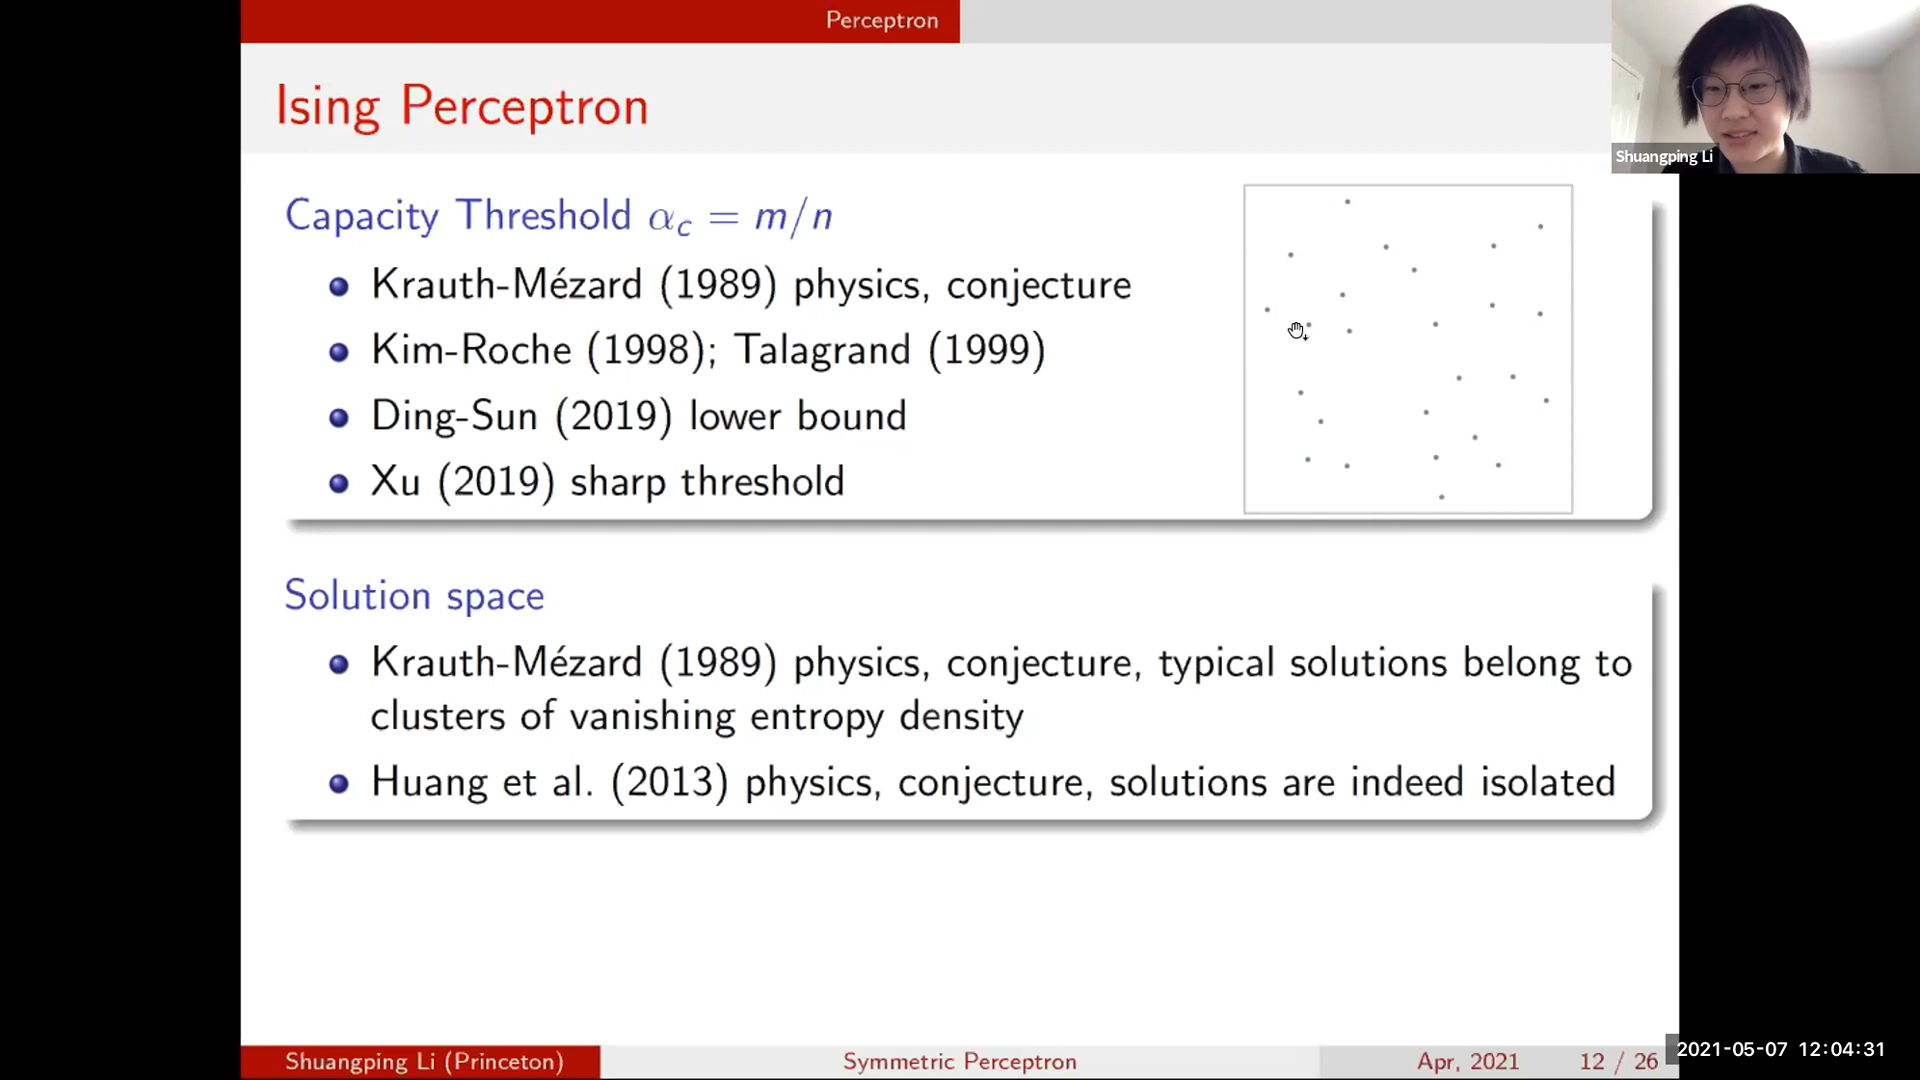 Perceptron
Ising Perceptron
Shuangping Li
Capacity Threshold α_c = m/n
Krauth-Mézard (1989) physics, conjecture
Kim-Roche (1998); Talagrand (1999)
Ding-Sun (2019) lower bound
Xu (2019) sharp threshold
Solution space
Krauth-Mézard (1989) physics, conjecture, typical solutions belong to
clusters of vanishing entropy density
Huang et al. (2013) physics, conjecture, solutions are indeed isolated
Shuangping Li (Princeton)
Symmetric Perceptron
Apr, 2021
12 / 26
2021-05-07 12:04:31